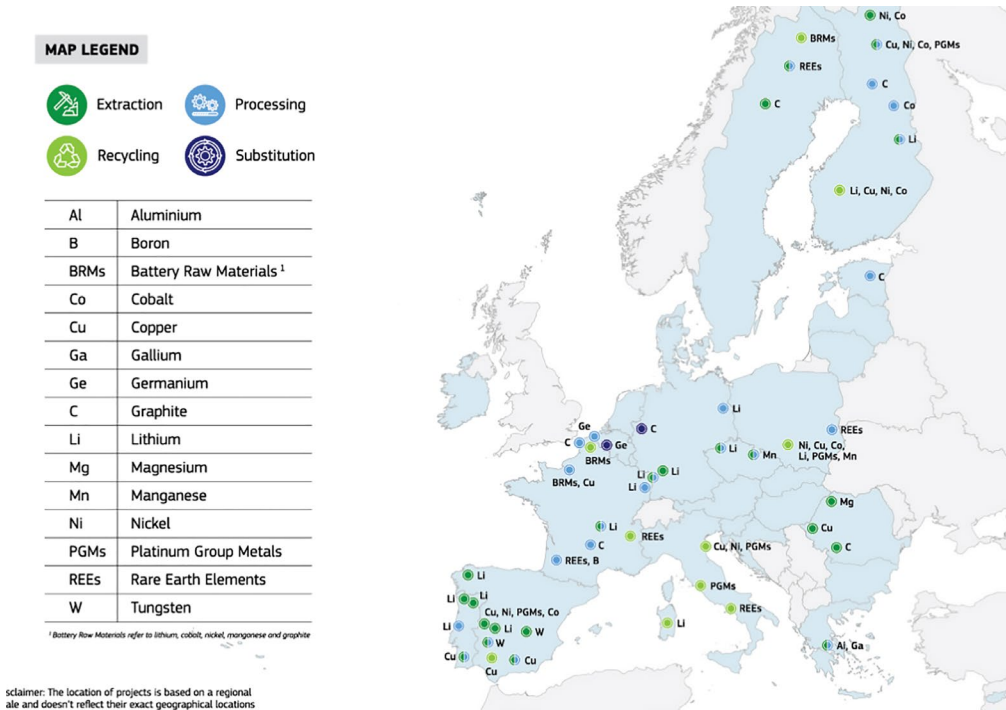 MAP LEGEND
Extraction
Processing
Recycling
Substitution
Al Aluminium
B Boron
BRMs Battery Raw Materials ¹
Co Cobalt
Cu Copper
Ga Gallium
Ge Germanium
C Graphite
Li Lithium
Mg Magnesium
Mn Manganese
Ni Nickel
PGMs Platinum Group Metals
REEs Rare Earth Elements
W Tungsten
¹ Battery Raw Materials refer to lithium, cobalt, nickel, manganese and graphite
sclaimer: The location of projects is based on a regional
ale and doesn't reflect their exact geographical locations
Ni, Co
BRMs
Cu, Ni, Co, PGMs
REEs
C
C
Co
Li
Li, Cu, Ni, Co
C
Li
Ge
C
REEs
C
Ge
BRMs
Li
Mn
Ni, Cu, Co,
Li, PGMs, Mn
BRMs, Cu
Li
Li
Li
Mg
Li
Cu
REEs
C
Cu, Ni, PGMs
C
REEs, B
Li
PGMs
Li
Li
REEs
Cu, Ni, PGMs, Co
Li
Li
Li
W
W
Al, Ga
Cu
Cu
Cu